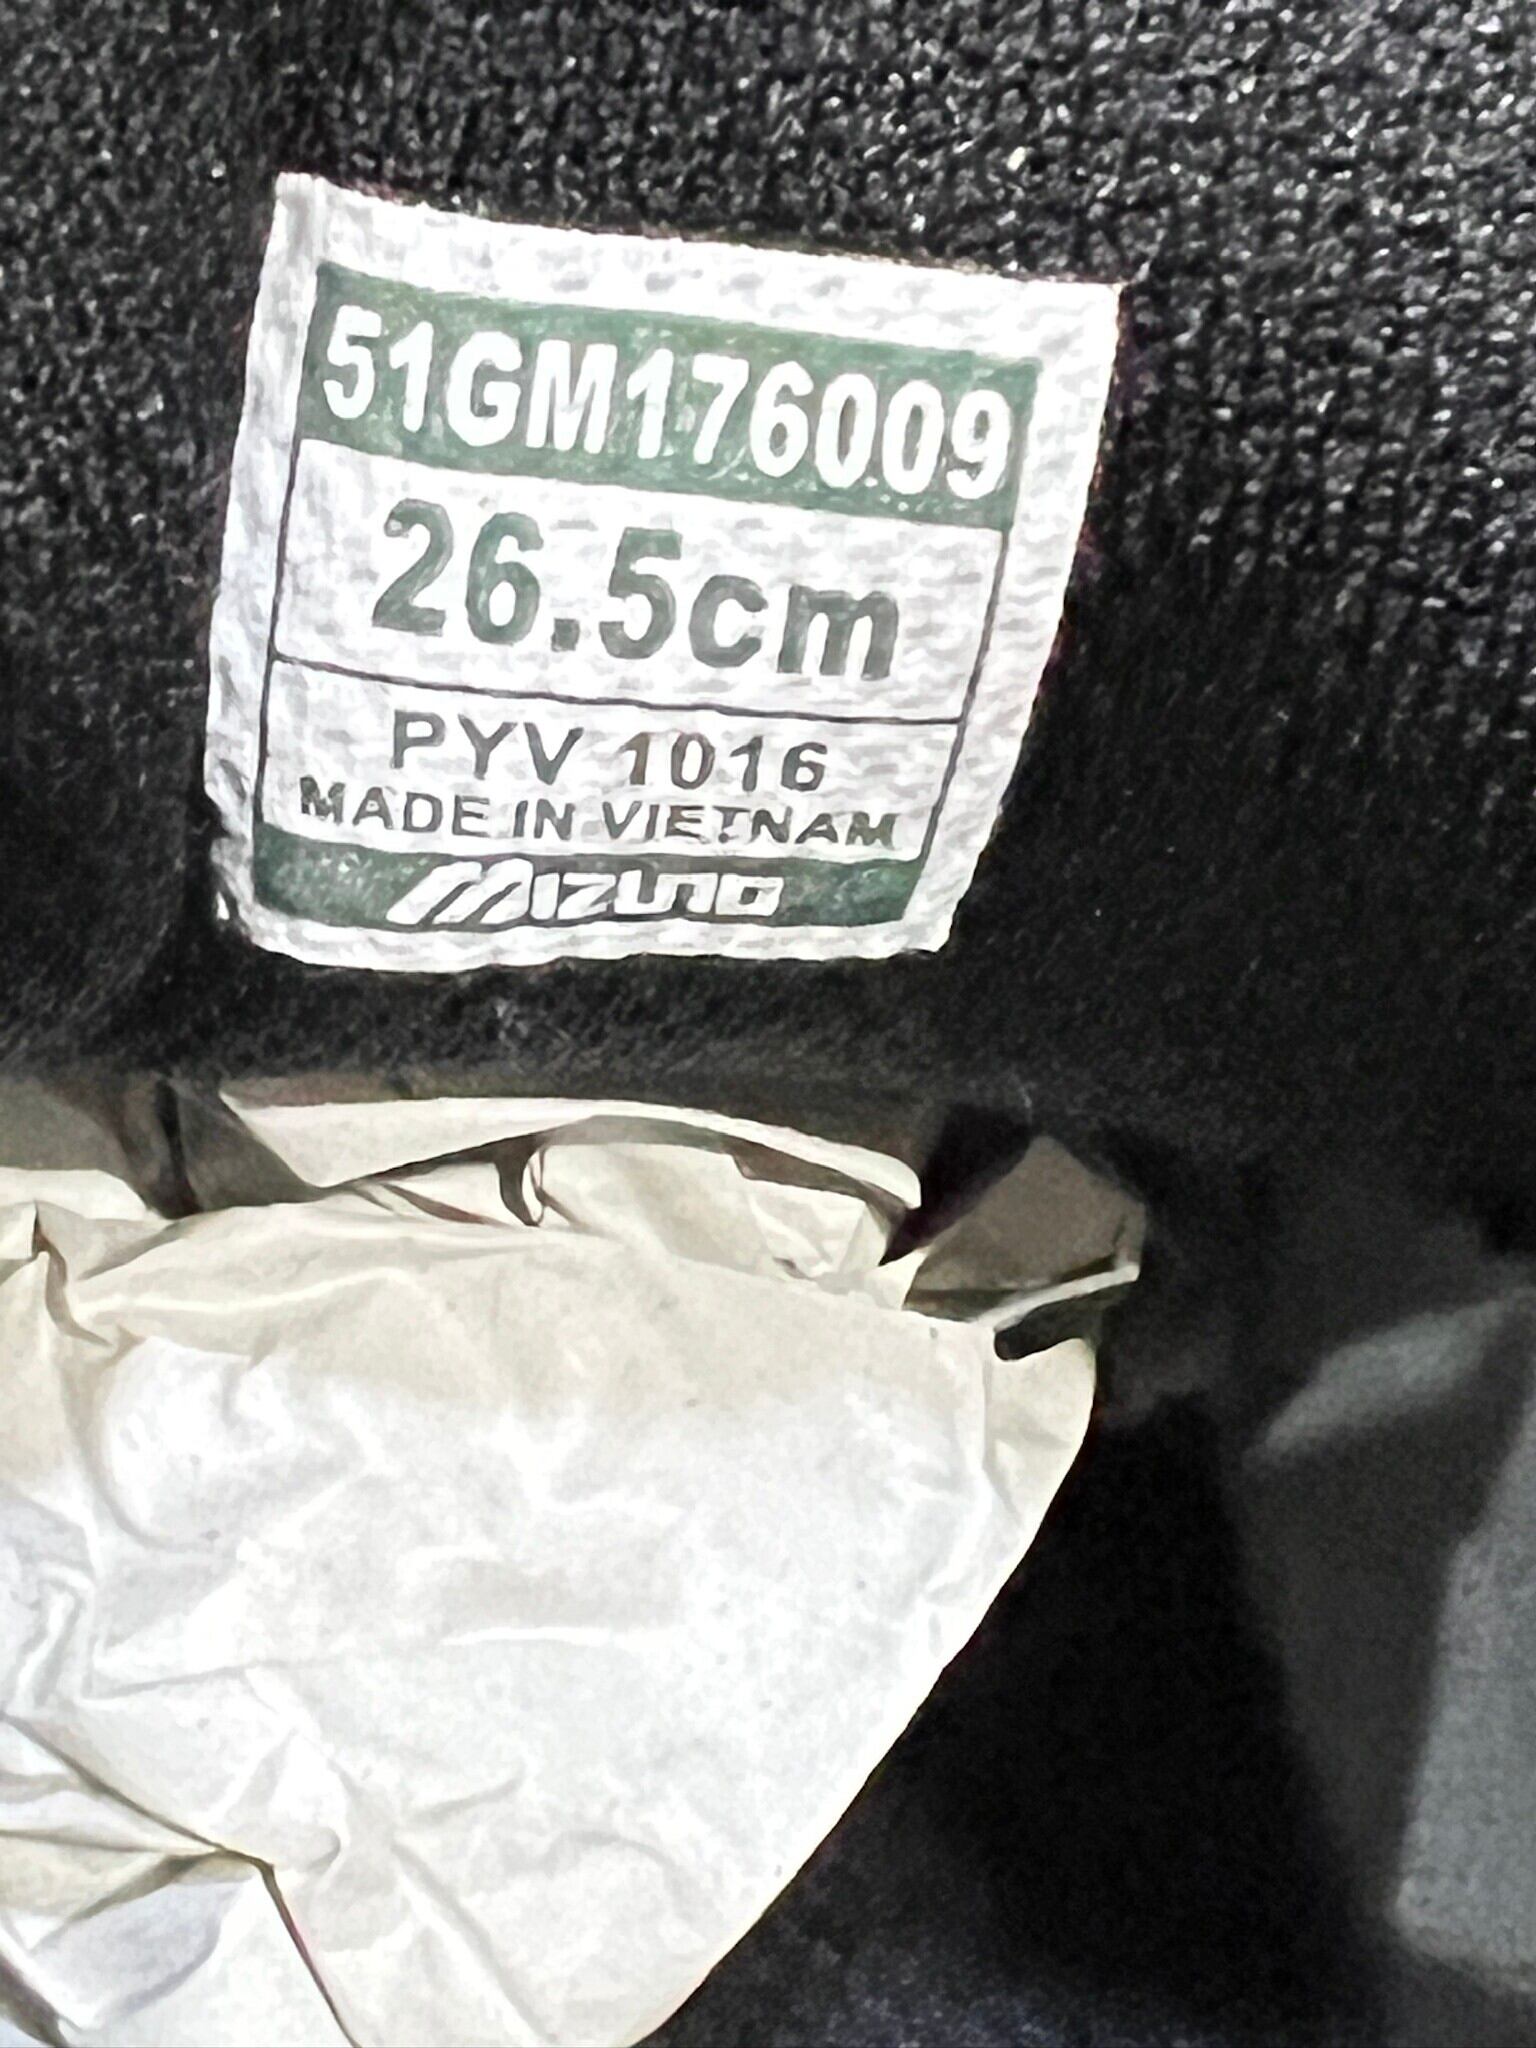 51GM176009
26.5cm
PYV 1016
MADE IN VIETNAM
MIZUNO